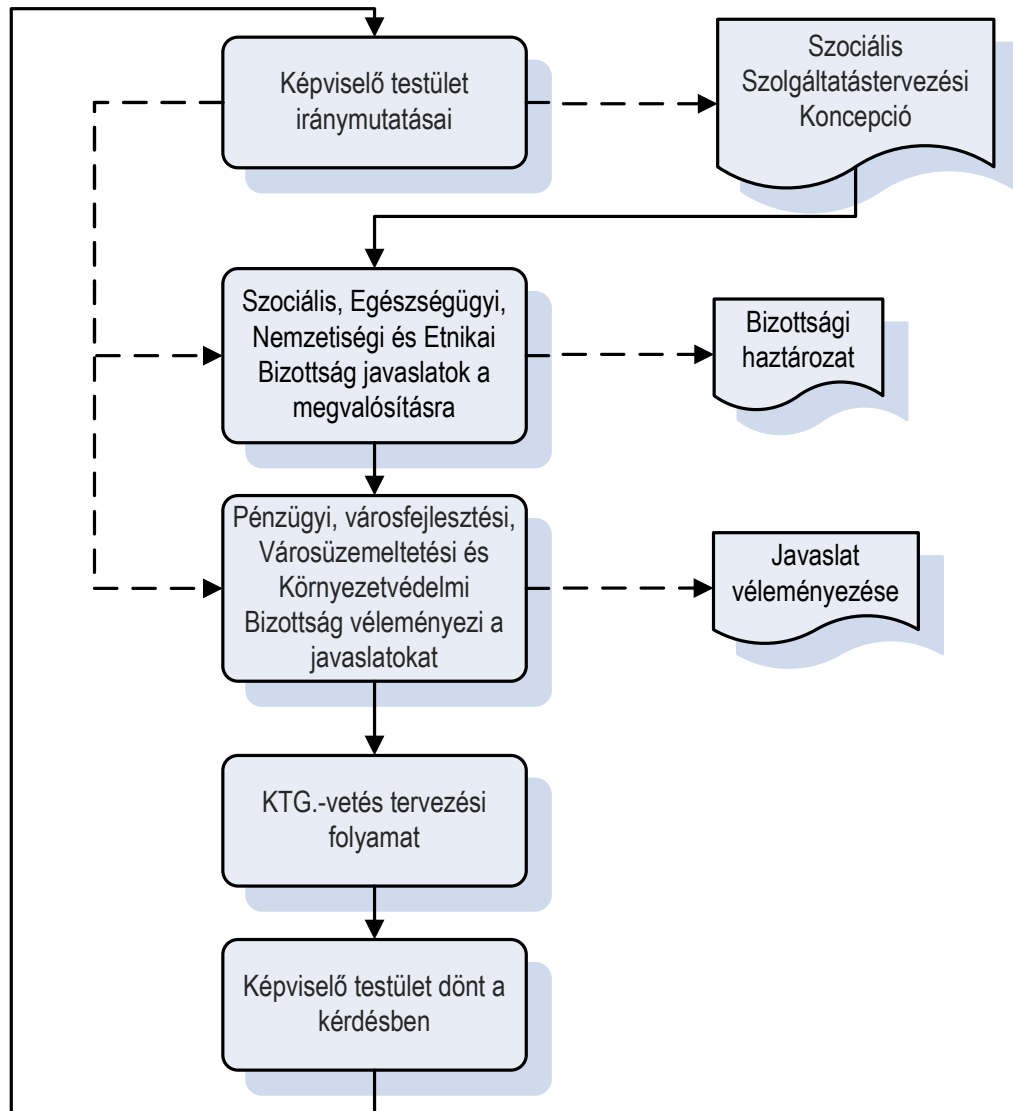 Képviselő testület
iránymutatásai
Szociális
Szolgáltatástervezési
Koncepció
Szociális, Egészségügyi,
Nemzetiségi és Etnikai
Bizottság javaslatok a
megvalósításra
Bizottsági
haztározat
Pénzügyi, városfejlesztési,
Városüzemeltetési és
Környezetvédelmi
Bizottság véleményezi a
javaslatokat
Javaslat
véleményezése
KTG.-vetés tervezési
folyamat
Képviselő testület dönt a
kérdésben